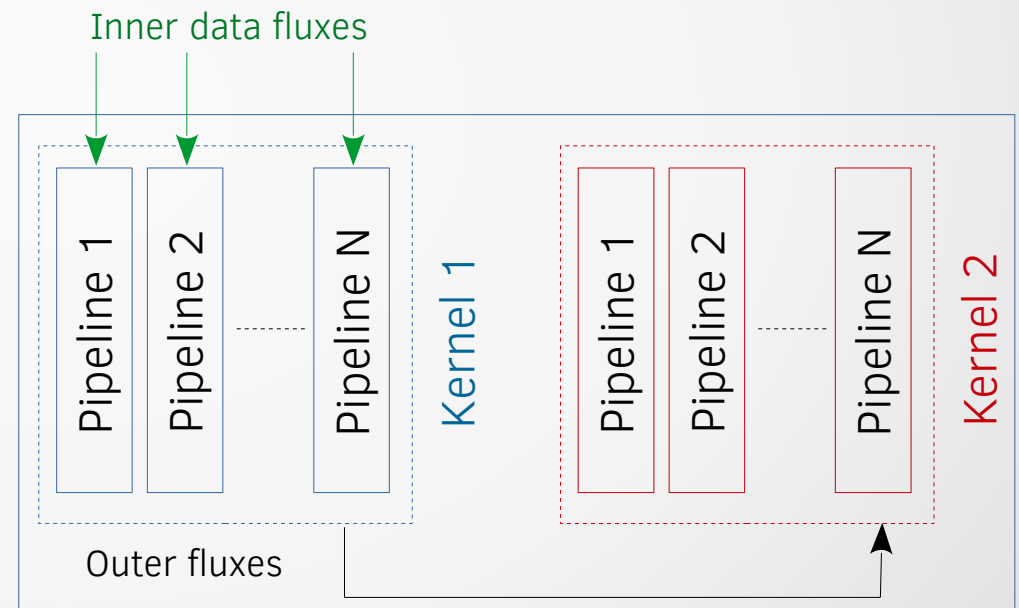 Inner data fluxes
Pipeline 1
Pipeline 2
Pipeline N
Kernel 1
Pipeline 1
Pipeline 2
Pipeline N
Kernel 2
Outer fluxes